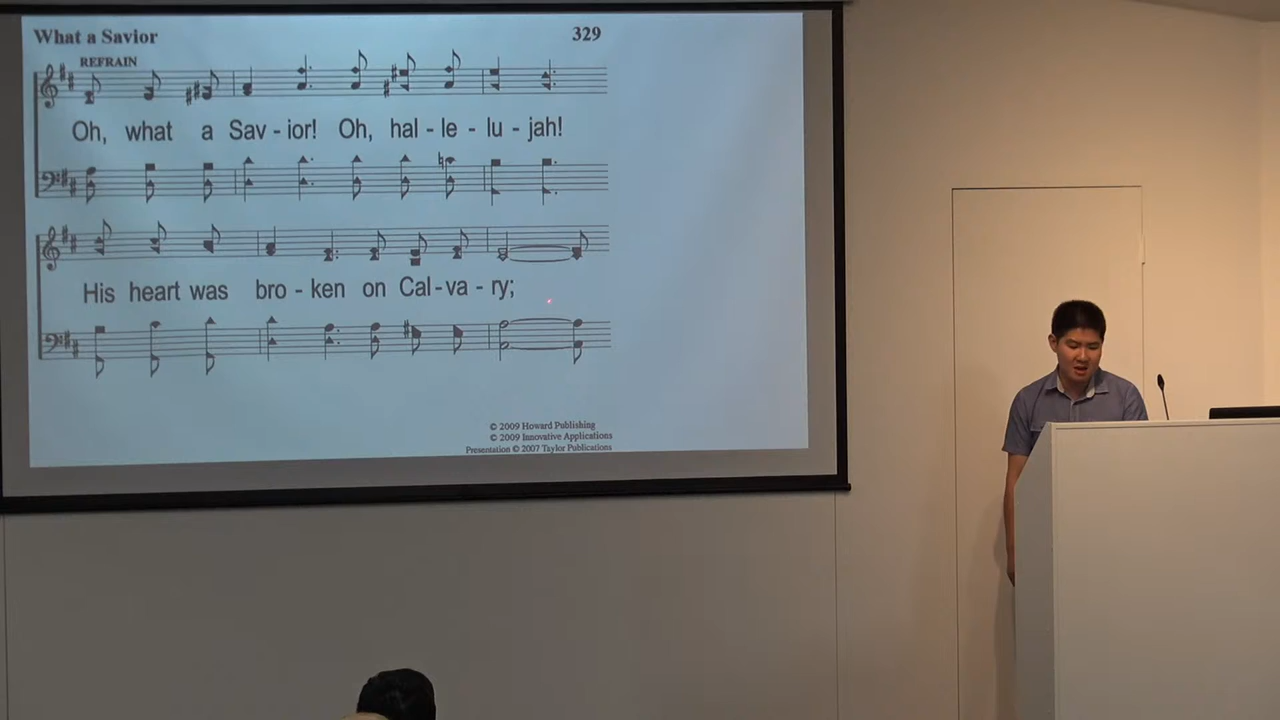 What a Savior 329
REFRAIN
Oh, what a Sav - ior! Oh, hal - le - lu - jah!
His heart was bro - ken on Cal - va - ry;
© 2009 Howard Publishing
© 2009 Innovative Applications
Presentation © 2007 Taylor Publications